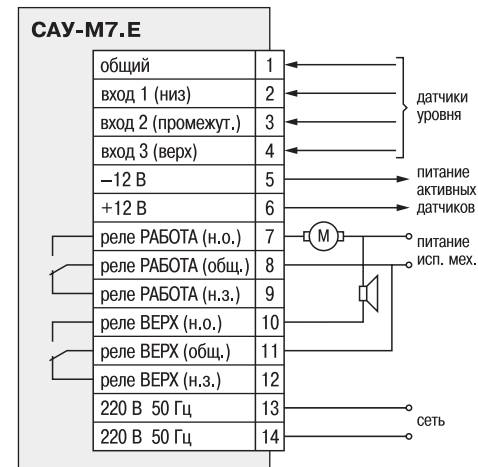 САУ-М7.Е
общий 1
вход 1 (низ) 2
вход 2 (промежут.) 3
вход 3 (верх) 4
–12 В 5
+12 В 6
реле РАБОТА (н.о.) 7
реле РАБОТА (общ.) 8
реле РАБОТА (н.з.) 9
реле ВЕРХ (н.о.) 10
реле ВЕРХ (общ.) 11
реле ВЕРХ (н.з.) 12
220 В 50 Гц 13
220 В 50 Гц 14
датчики
уровня
питание
активных
датчиков
М
питание
исп. мех.
сеть